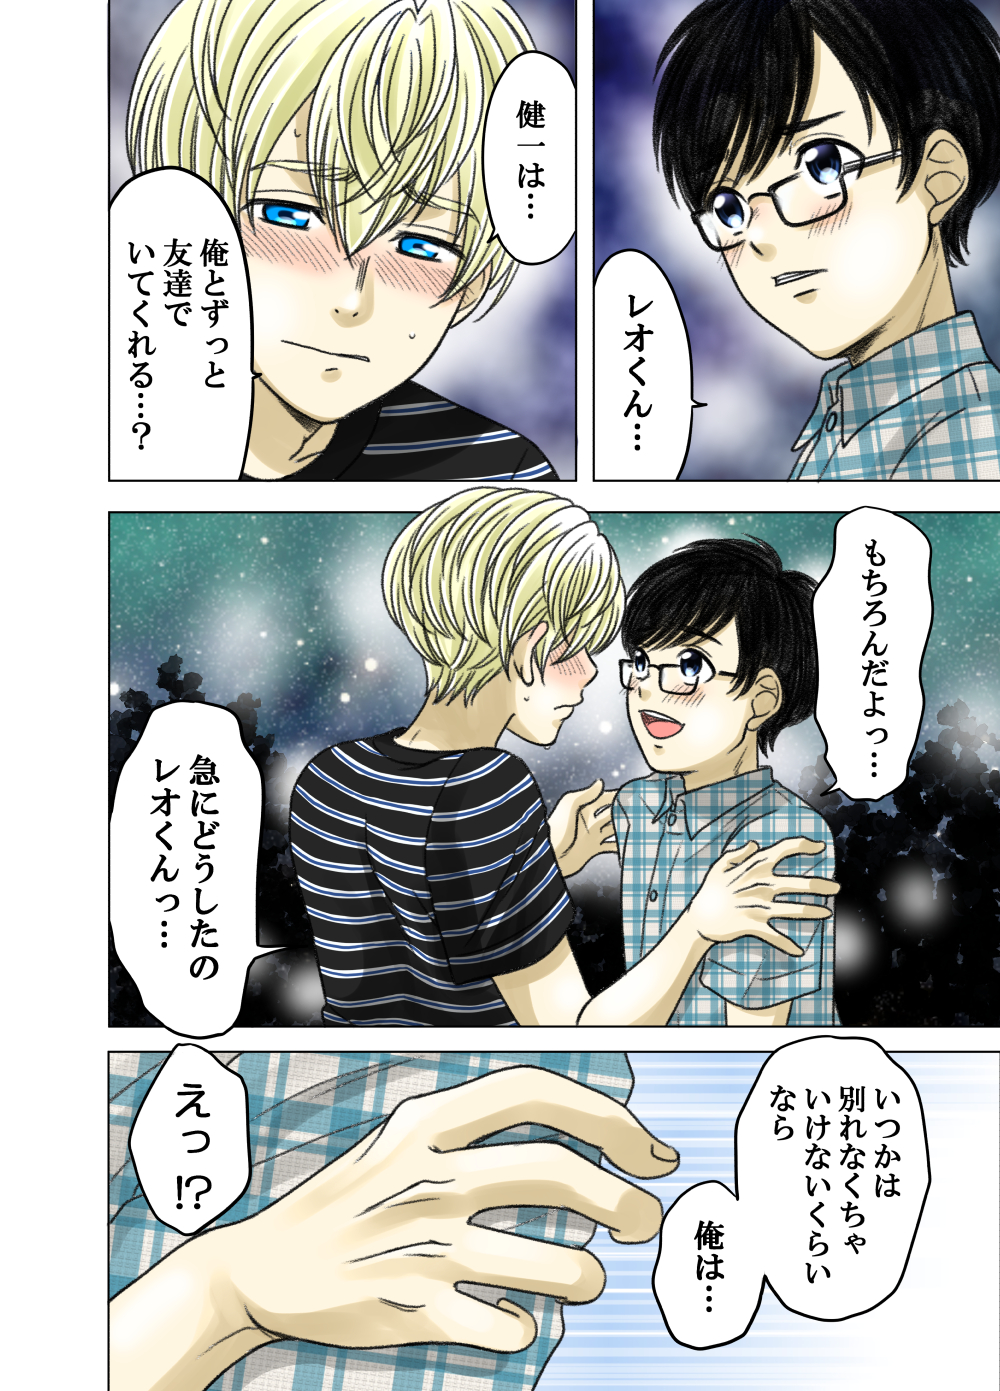 レオくん…
健一は…
俺とずっと
友達で
いてくれる…？
もちろんだよっ…
急にどうしたの
レオくんっ…
いつかは
別れなくちゃ
いけないくらい
なら
俺は…
えっ!?